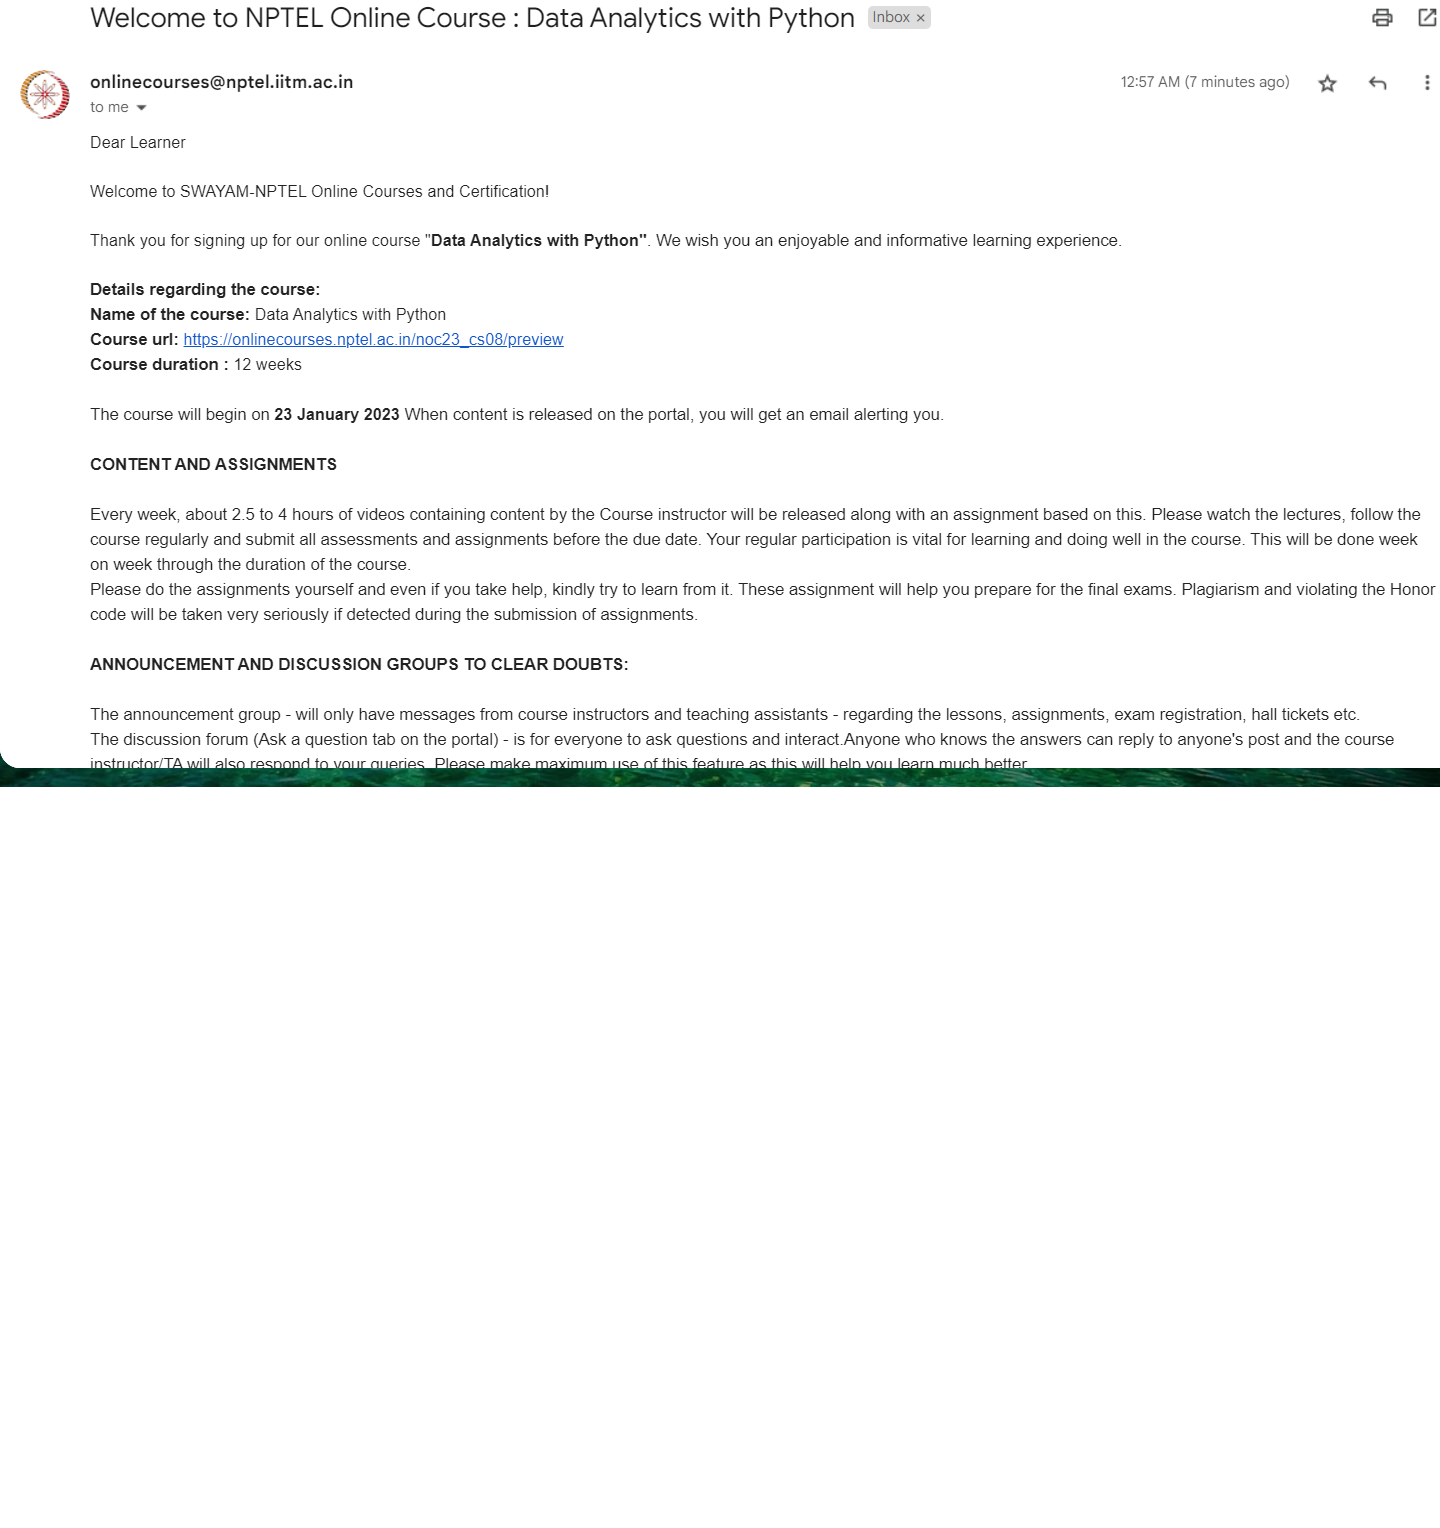 Welcome to NPTEL Online Course : Data Analytics with Python Inbox ×
onlinecourses@nptel.iitm.ac.in 12:57 AM (7 minutes ago)
to me
Dear Learner
Welcome to SWAYAM-NPTEL Online Courses and Certification!
Thank you for signing up for our online course "Data Analytics with Python". We wish you an enjoyable and informative learning experience.
Details regarding the course:
Name of the course: Data Analytics with Python
Course url: https://onlinecourses.nptel.ac.in/noc23_cs08/preview
Course duration : 12 weeks
The course will begin on 23 January 2023 When content is released on the portal, you will get an email alerting you.
CONTENT AND ASSIGNMENTS
Every week, about 2.5 to 4 hours of videos containing content by the Course instructor will be released along with an assignment based on this. Please watch the lectures, follow the
course regularly and submit all assessments and assignments before the due date. Your regular participation is vital for learning and doing well in the course. This will be done week
on week through the duration of the course.
Please do the assignments yourself and even if you take help, kindly try to learn from it. These assignment will help you prepare for the final exams. Plagiarism and violating the Honor
code will be taken very seriously if detected during the submission of assignments.
ANNOUNCEMENT AND DISCUSSION GROUPS TO CLEAR DOUBTS:
The announcement group - will only have messages from course instructors and teaching assistants - regarding the lessons, assignments, exam registration, hall tickets etc.
The discussion forum (Ask a question tab on the portal) - is for everyone to ask questions and interact.Anyone who knows the answers can reply to anyone's post and the course
instructor/TA will also respond to your queries. Please make maximum use of this feature as this will help you learn much better.